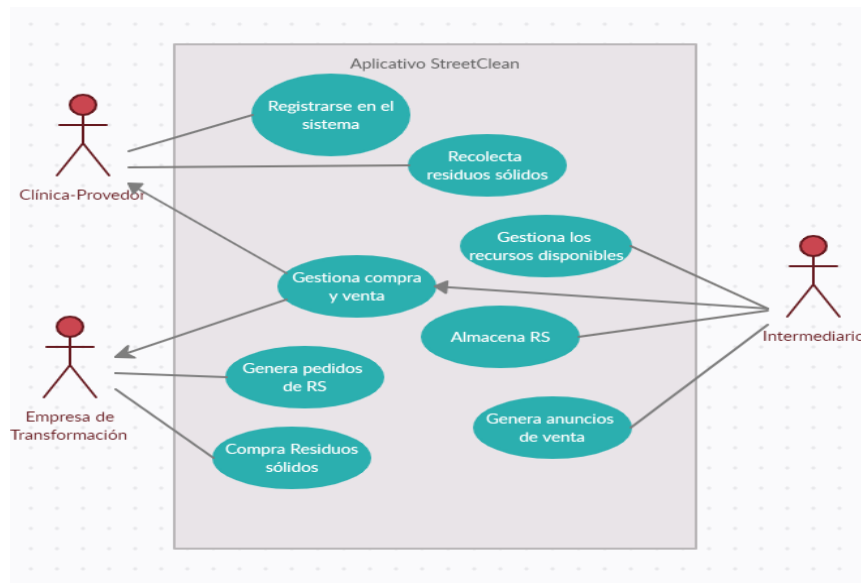 Aplicativo StreetClean
Registrarse en el
sistema
Recolecta
residuos sólidos
Clínica-Provedor
Gestiona los
recursos disponibles
Gestiona compra
y venta
Almacena RS
Intermediario
Genera pedidos
de RS
Empresa de
Transformación
Genera anuncios
de venta
Compra Residuos
sólidos